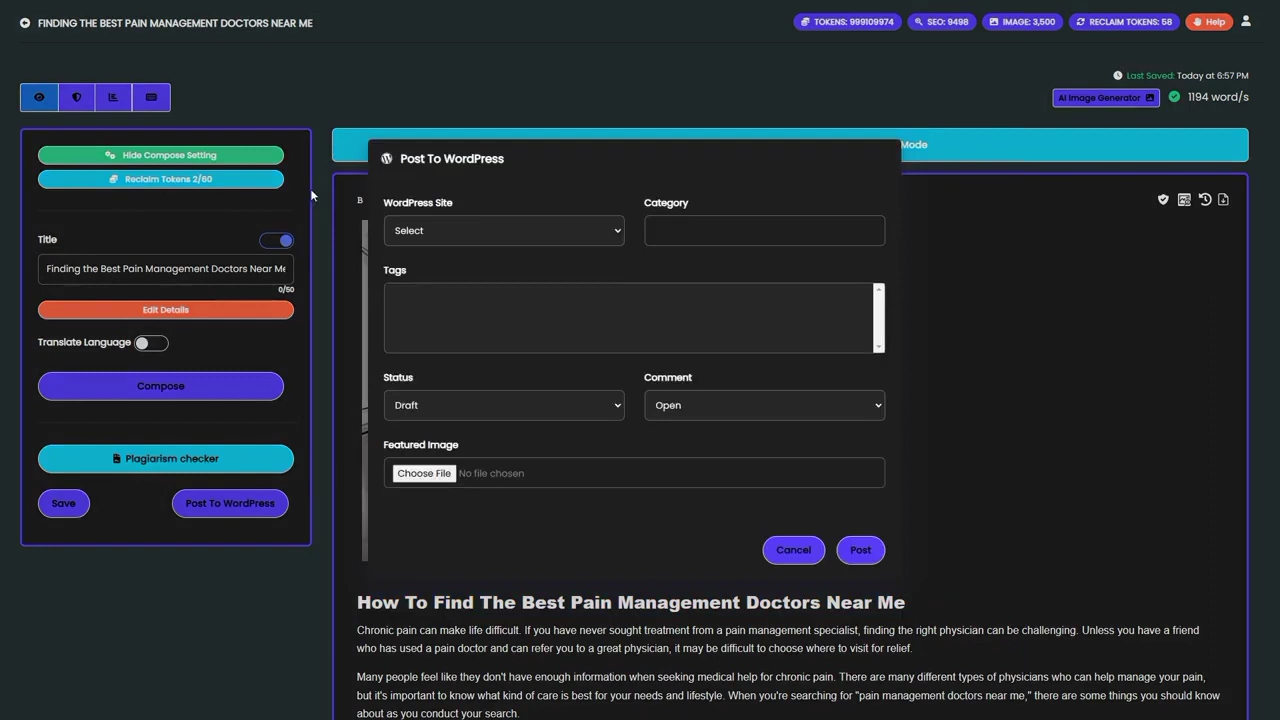 FINDING THE BEST PAIN MANAGEMENT DOCTORS NEAR ME
TOKENS: 999109974
SEO: 9498
IMAGE: 3,500
RECLAIM TOKENS: 58
Help
Last Saved: Today at 6:57 PM
AI Image Generator
1194 word/s
Hide Compose Setting
Reclaim Tokens 2/60
Title
Finding the Best Pain Management Doctors Near Me
0/50
Edit Details
Translate Language
Compose
Plagiarism checker
Save
Post To WordPress
Mode
B
Post To WordPress
WordPress Site
Category
Select
Tags
Status
Comment
Draft
Open
Featured Image
Choose File No file chosen
Cancel
Post
How To Find The Best Pain Management Doctors Near Me
Chronic pain can make life difficult. If you have never sought treatment from a pain management specialist, finding the right physician can be challenging. Unless you have a friend
who has used a pain doctor and can refer you to a great physician, it may be difficult to choose where to visit for relief.
Many people feel like they don't have enough information when seeking medical help for chronic pain. There are many different types of physicians who can help manage your pain,
but it's important to know what kind of care is best for your needs and lifestyle. When you're searching for "pain management doctors near me," there are some things you should know
about as you conduct your search.